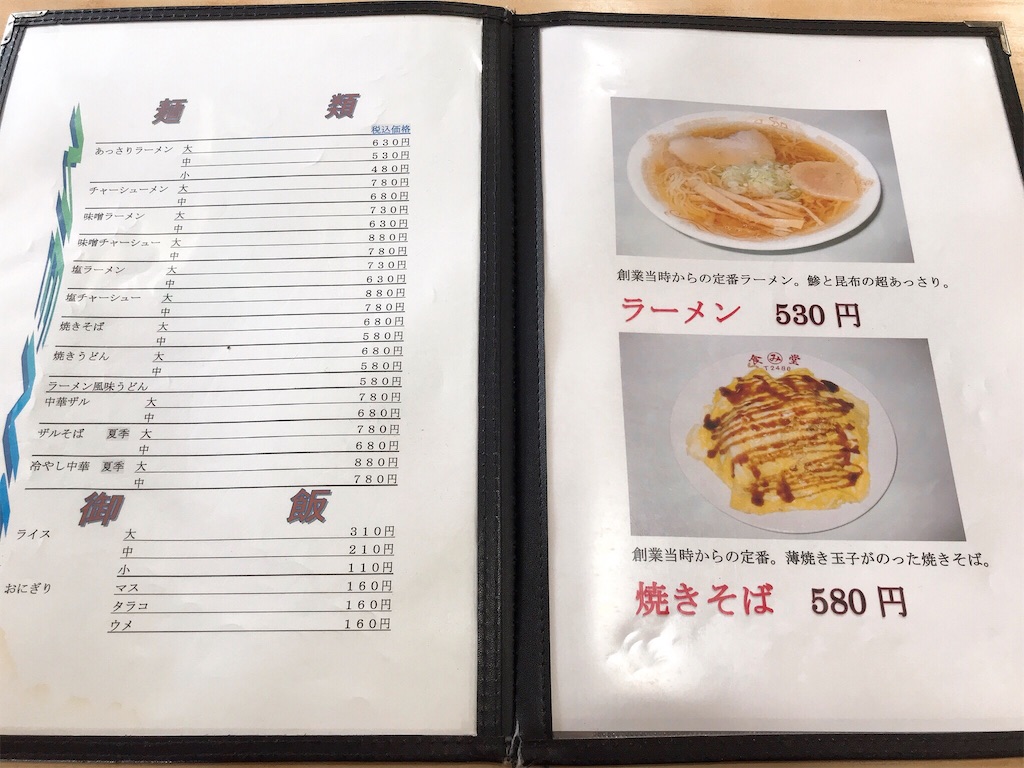 麺 類
税込価格
あっさりラーメン 大 630円
中 530円
小 480円
チャーシューメン 大 780円
中 680円
味噌ラーメン 大 730円
中 630円
味噌チャーシュー 大 880円
中 780円
塩ラーメン 大 730円
中 630円
塩チャーシュー 大 880円
中 780円
焼きそば 大 680円
中 580円
焼きうどん 大 680円
中 580円
ラーメン風味うどん 580円
中華ザル 大 780円
中 680円
ザルそば 夏季 大 780円
中 680円
冷やし中華 夏季 大 880円
中 780円
御 飯
ライス 大 310円
中 210円
小 110円
おにぎり マス 160円
タラコ 160円
ウメ 160円
創業当時からの定番ラーメン。鯵と昆布の超あっさり。
ラーメン 530円
食み堂
T2486
創業当時からの定番。薄焼き玉子がのった焼きそば。
焼きそば 580円